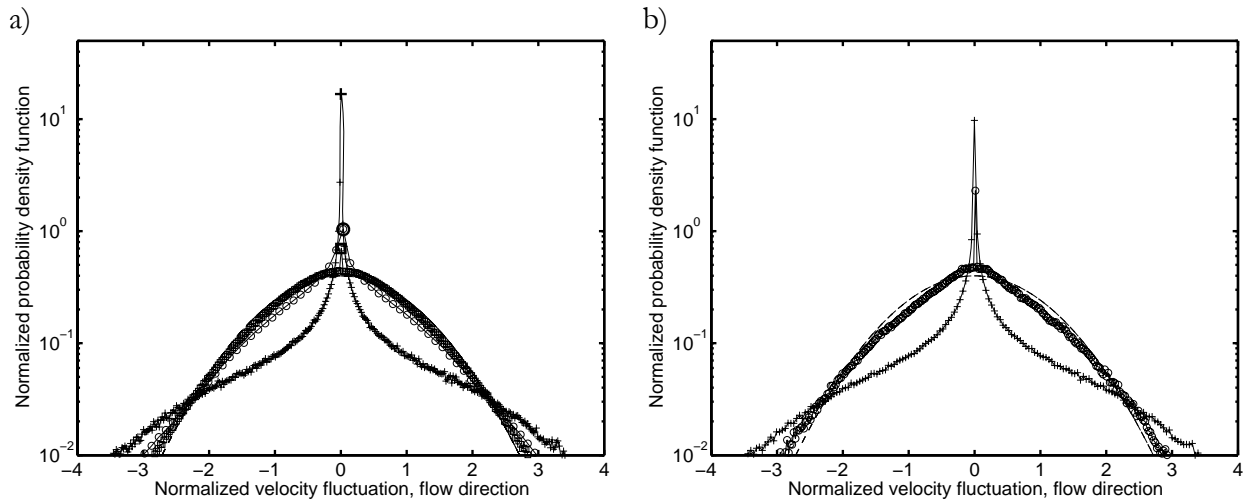 a)
Normalized probability density function
10^1
10^0
10^-1
10^-2
−4 −3 −2 −1 0 1 2 3 4
Normalized velocity fluctuation, flow direction
b)
Normalized probability density function
10^1
10^0
10^-1
10^-2
−4 −3 −2 −1 0 1 2 3 4
Normalized velocity fluctuation, flow direction